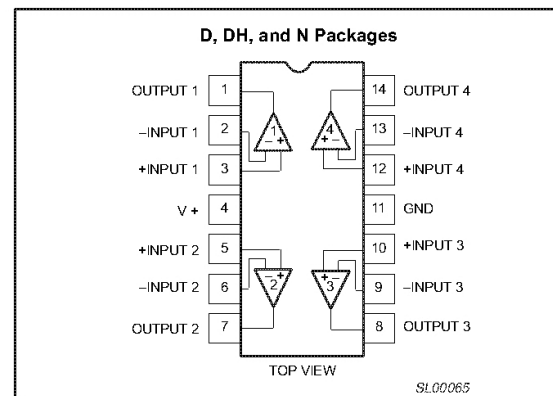 D, DH, and N Packages
OUTPUT 1 1 14 OUTPUT 4
–INPUT 1 2 1 4 13 –INPUT 4
– + + –
+INPUT 1 3 12 +INPUT 4
V + 4 11 GND
+INPUT 2 5 10 +INPUT 3
– + + –
–INPUT 2 6 2 3 9 –INPUT 3
OUTPUT 2 7 8 OUTPUT 3
TOP VIEW
SL00065